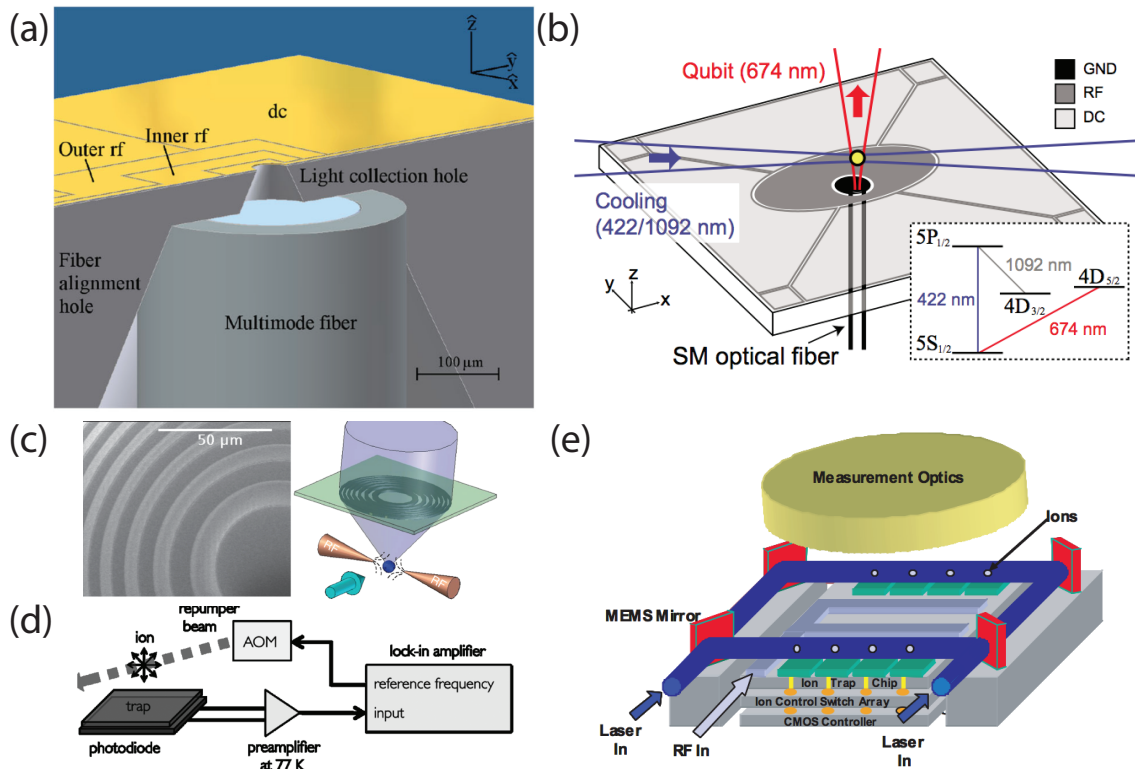 (a)
ẑ
ŷ
x̂
dc
Inner rf
Outer rf
Light collection hole
Fiber
alignment
hole
Multimode fiber
100 μm
(b)
Qubit (674 nm)
GND
RF
DC
Cooling
(422/1092 nm)
z
y
x
SM optical fiber
5P1/2
1092 nm
4D5/2
422 nm
4D3/2
674 nm
5S1/2
(c)
50 μm
RF
RF
(d)
repumper
beam
ion
AOM
lock-in amplifier
reference frequency
input
trap
photodiode
preamplifier
at 77 K
(e)
Measurement Optics
Ions
MEMS Mirror
Ion Trap Chip
Ion Control Switch Array
CMOS Controller
Laser
In
RF In
Laser
In